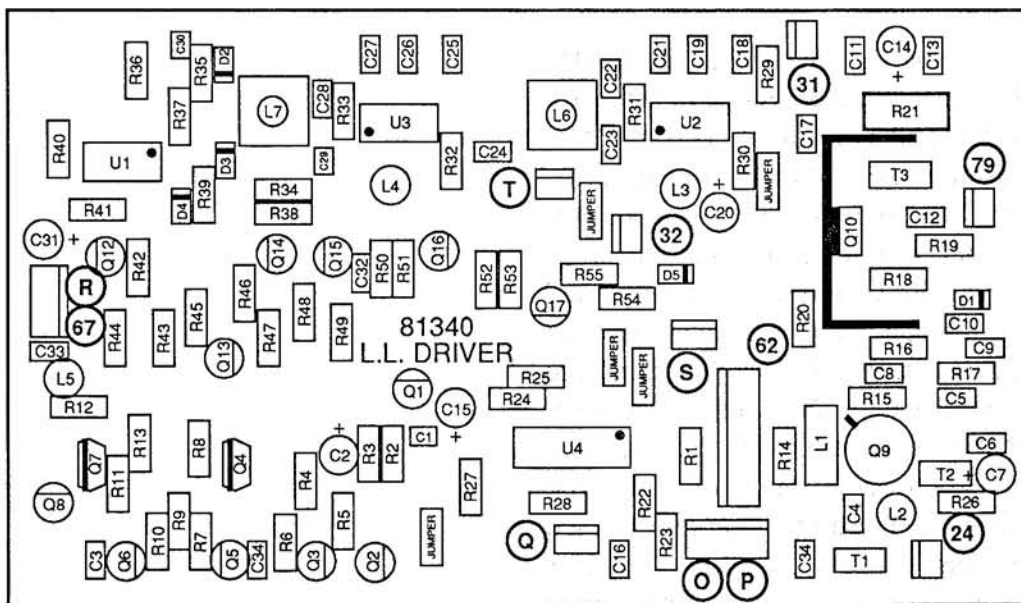 C30
D2
C27
C26
C25
C21
C19
C18
C11
C14
C13
R36
R35
R29
+
31
L7
C28
R33
L6
C22
R31
R21
R37
U3
U2
C17
R40
U1
D3
C29
R32
C24
C23
R30
T3
79
R39
R34
L4
T
JUMPER
L3
+
JUMPER
D4
R38
C20
R41
32
Q10
C12
C31
+
Q12
R42
Q14
Q15
C32
R50
R51
Q16
R19
R
R46
R52
R53
R55
D5
R18
67
R45
R48
Q17
R54
R20
D1
R44
R43
R47
R49
81340
C10
C33
Q13
L.L. DRIVER
JUMPER
JUMPER
S
62
R16
C9
L5
R25
C8
R17
R12
Q1
C15
R24
R15
C5
+
R13
R8
+
R3
R2
C1
U4
R1
R14
L1
Q9
C6
Q7
R11
Q4
C2
T2
+
C7
R4
R27
Q8
R28
R22
R26
R9
R5
C4
L2
R10
R7
R6
JUMPER
Q
R23
24
C3
Q6
Q5
C34
Q3
Q2
C16
C34
T1
O
P